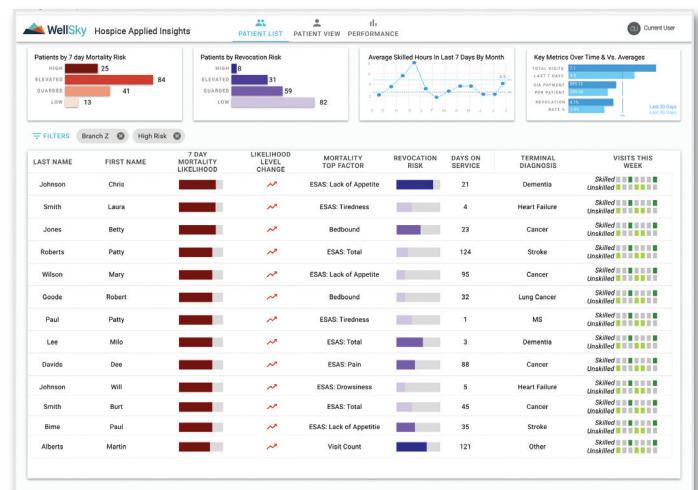 WellSky Hospice Applied Insights
PATIENT LIST PATIENT VIEW PERFORMANCE
CU Current User
Patients by 7 day Mortality Risk
HIGH 25
ELEVATED 84
GUARDED 41
LOW 13
Patients by Revocation Risk
HIGH 8
ELEVATED 31
GUARDED 59
LOW 82
Average Skilled Hours In Last 7 Days By Month
Key Metrics Over Time & Vs. Averages
TOTAL VISITS
LAST 7 DAYS
DIA PAYMENT
PER PATIENT
REVOCATION
RATE %
Last 30 Days
Last 90 Days
FILTERS Branch Z High Risk
LAST NAME FIRST NAME 7 DAY MORTALITY LIKELIHOOD LIKELIHOOD LEVEL CHANGE MORTALITY TOP FACTOR REVOCATION RISK DAYS ON SERVICE TERMINAL DIAGNOSIS VISITS THIS WEEK
Johnson Chris ESAS: Lack of Appetite 21 Dementia Skilled Unskilled
Smith Laura ESAS: Tiredness 4 Heart Failure Skilled Unskilled
Jones Betty Bedbound 23 Cancer Skilled Unskilled
Roberts Patty ESAS: Total 124 Stroke Skilled Unskilled
Wilson Mary ESAS: Lack of Appetite 95 Cancer Skilled Unskilled
Goode Robert Bedbound 32 Lung Cancer Skilled Unskilled
Paul Patty ESAS: Tiredness 1 MS Skilled Unskilled
Lee Milo ESAS: Total 3 Dementia Skilled Unskilled
Davids Dee ESAS: Pain 88 Cancer Skilled Unskilled
Johnson Will ESAS: Drowsiness 5 Heart Failure Skilled Unskilled
Smith Burt ESAS: Total 45 Cancer Skilled Unskilled
Bime Paul ESAS: Lack of Appetitie 35 Stroke Skilled Unskilled
Alberts Martin Visit Count 121 Other Skilled Unskilled